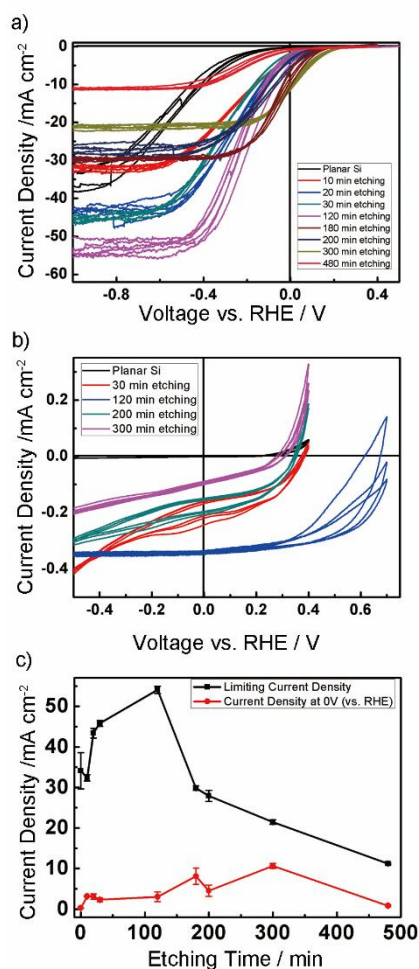 a)
0
-10
-20
-30
-40
-50
-60
Current Density /mA cm-2
Planar Si
10 min etching
20 min etching
30 min etching
120 min etching
180 min etching
200 min etching
300 min etching
480 min etching
-0.8 -0.4 0.0 0.4
Voltage vs. RHE / V
b)
Planar Si
30 min etching
120 min etching
200 min etching
300 min etching
0.2
0.0
-0.2
-0.4
Current Density /mA cm-2
-0.4 -0.2 0.0 0.2 0.4 0.6
Voltage vs. RHE / V
c)
Limiting Current Density
Current Density at 0V (vs. RHE)
50
40
30
20
10
0
Current Density /mA cm-2
0 100 200 300 400 500
Etching Time / min